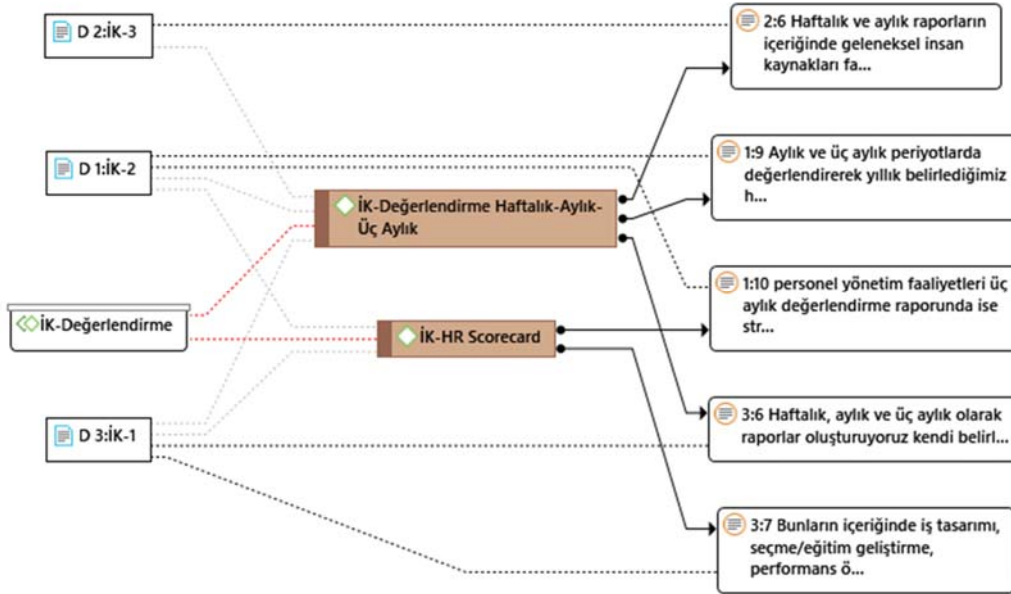 D 2:İK-3
D 1:İK-2
İK-Değerlendirme
D 3:İK-1
İK-Değerlendirme Haftalık-Aylık-
Üç Aylık
İK-HR Scorecard
2:6 Haftalık ve aylık raporların
içeriğinde geleneksel insan
kaynakları fa...
1:9 Aylık ve üç aylık periyotlarda
değerlendirerek yıllık belirlediğimiz
h...
1:10 personel yönetim faaliyetleri üç
aylık değerlendirme raporunda ise
str...
3:6 Haftalık, aylık ve üç aylık olarak
raporlar oluşturuyoruz kendi belirl...
3:7 Bunların içeriğinde iş tasarımı,
seçme/eğitim geliştirme,
performans ö...